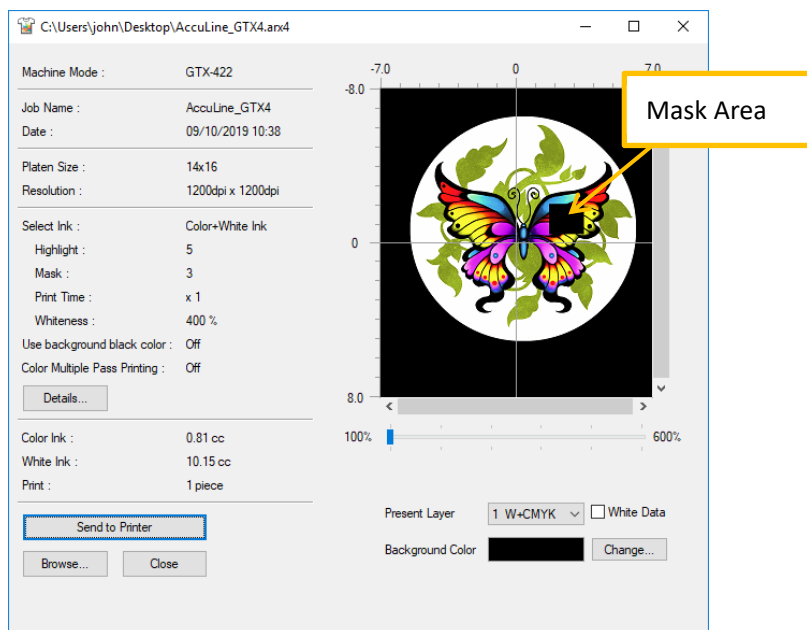 C:\Users\john\Desktop\AccuLine_GTX4.arx4
Machine Mode : GTX-422
Job Name : AccuLine_GTX4
Date : 09/10/2019 10:38
Platen Size : 14x16
Resolution : 1200dpi x 1200dpi
Select Ink : Color+White Ink
Highlight : 5
Mask : 3
Print Time : x 1
Whiteness : 400 %
Use background black color : Off
Color Multiple Pass Printing : Off
Details...
Color Ink : 0.81 cc
White Ink : 10.15 cc
Print : 1 piece
Send to Printer
Browse... Close
-7.0 0 7.0
-8.0
Mask Area
0
8.0
100% 600%
Present Layer 1 W+CMYK White Data
Background Color Change...